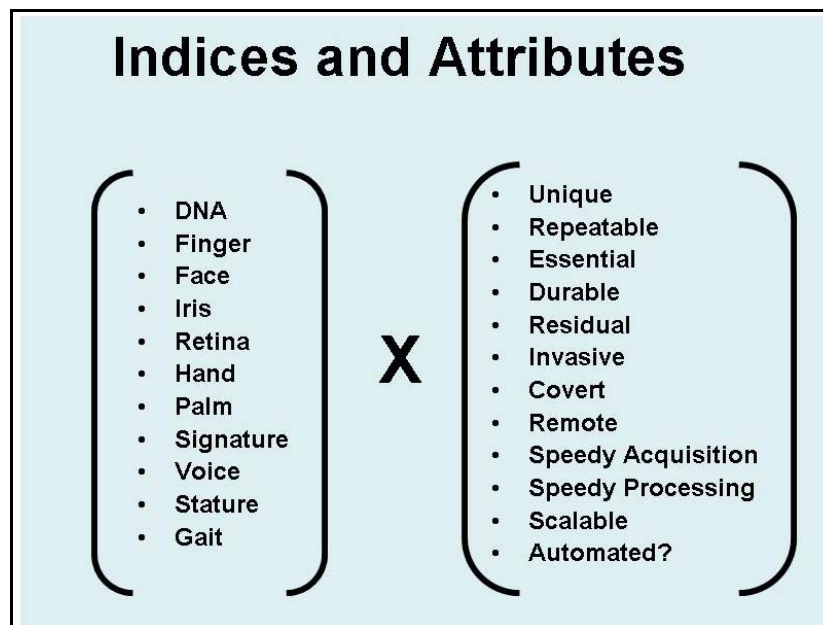 Indices and Attributes
• DNA
• Finger
• Face
• Iris
• Retina
• Hand
• Palm
• Signature
• Voice
• Stature
• Gait
X
• Unique
• Repeatable
• Essential
• Durable
• Residual
• Invasive
• Covert
• Remote
• Speedy Acquisition
• Speedy Processing
• Scalable
• Automated?